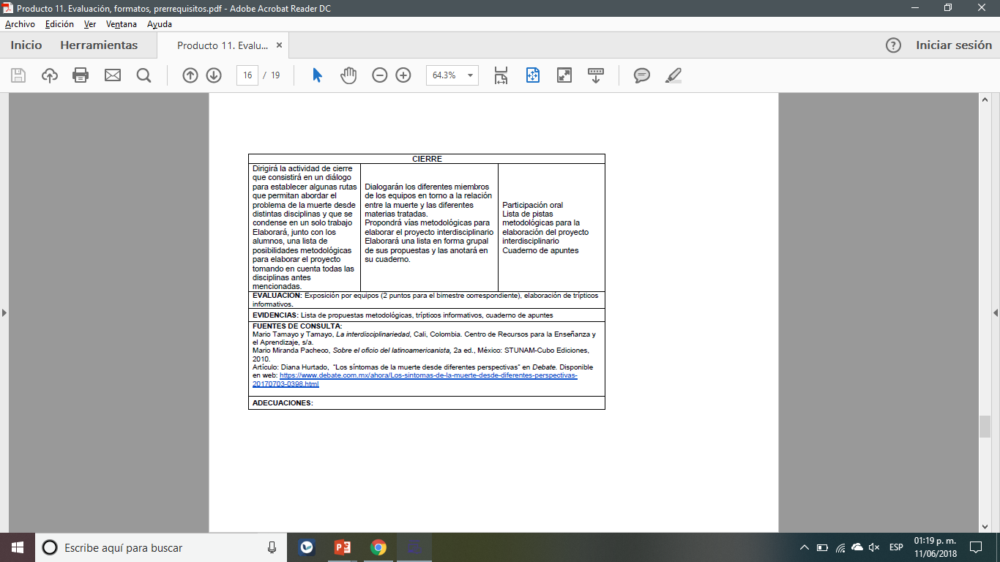 Producto 11. Evaluación, formatos, prerrequisitos.pdf - Adobe Acrobat Reader DC
Archivo Edición Ver Ventana Ayuda
Inicio Herramientas Producto 11. Evalu... × ? Iniciar sesión
16 / 19 64.3%
CIERRE
Dirigirá la actividad de cierre
que consistirá en un diálogo
para establecer algunas rutas
que permitan abordar el
problema de la muerte desde
distintas disciplinas y que se
condense en un solo trabajo
Elaborará, junto con los
alumnos, una lista de
posibilidades metodológicas
para elaborar el proyecto
tomando en cuenta todas las
disciplinas antes
mencionadas.
Dialogarán los diferentes miembros
de los equipos en torno a la relación
entre la muerte y las diferentes
materias tratadas.
Propondrá vías metodológicas para
elaborar el proyecto interdisciplinario
Elaborará una lista en forma grupal
de sus propuestas y las anotará en
su cuaderno.
Participación oral
Lista de pistas
metodológicas para la
elaboración del proyecto
interdisciplinario
Cuaderno de apuntes
EVALUACIÓN: Exposición por equipos (2 puntos para el bimestre correspondiente), elaboración de trípticos
informativos.
EVIDENCIAS: Lista de propuestas metodológicas, trípticos informativos, cuaderno de apuntes
FUENTES DE CONSULTA:
Mario Tamayo y Tamayo, La interdisciplinariedad, Cali, Colombia. Centro de Recursos para la Enseñanza y
el Aprendizaje, s/a.
Mario Miranda Pacheco, Sobre el oficio del latinoamericanista, 2a ed., México: STUNAM-Cubo Ediciones,
2010.
Artículo: Diana Hurtado, "Los síntomas de la muerte desde diferentes perspectivas" en Debate. Disponible
en web: https://www.debate.com.mx/ahora/Los-sintomas-de-la-muerte-desde-diferentes-perspectivas-
20170703-0398.html
ADECUACIONES:
Escribe aquí para buscar
ESP
01:19 p. m.
11/06/2018